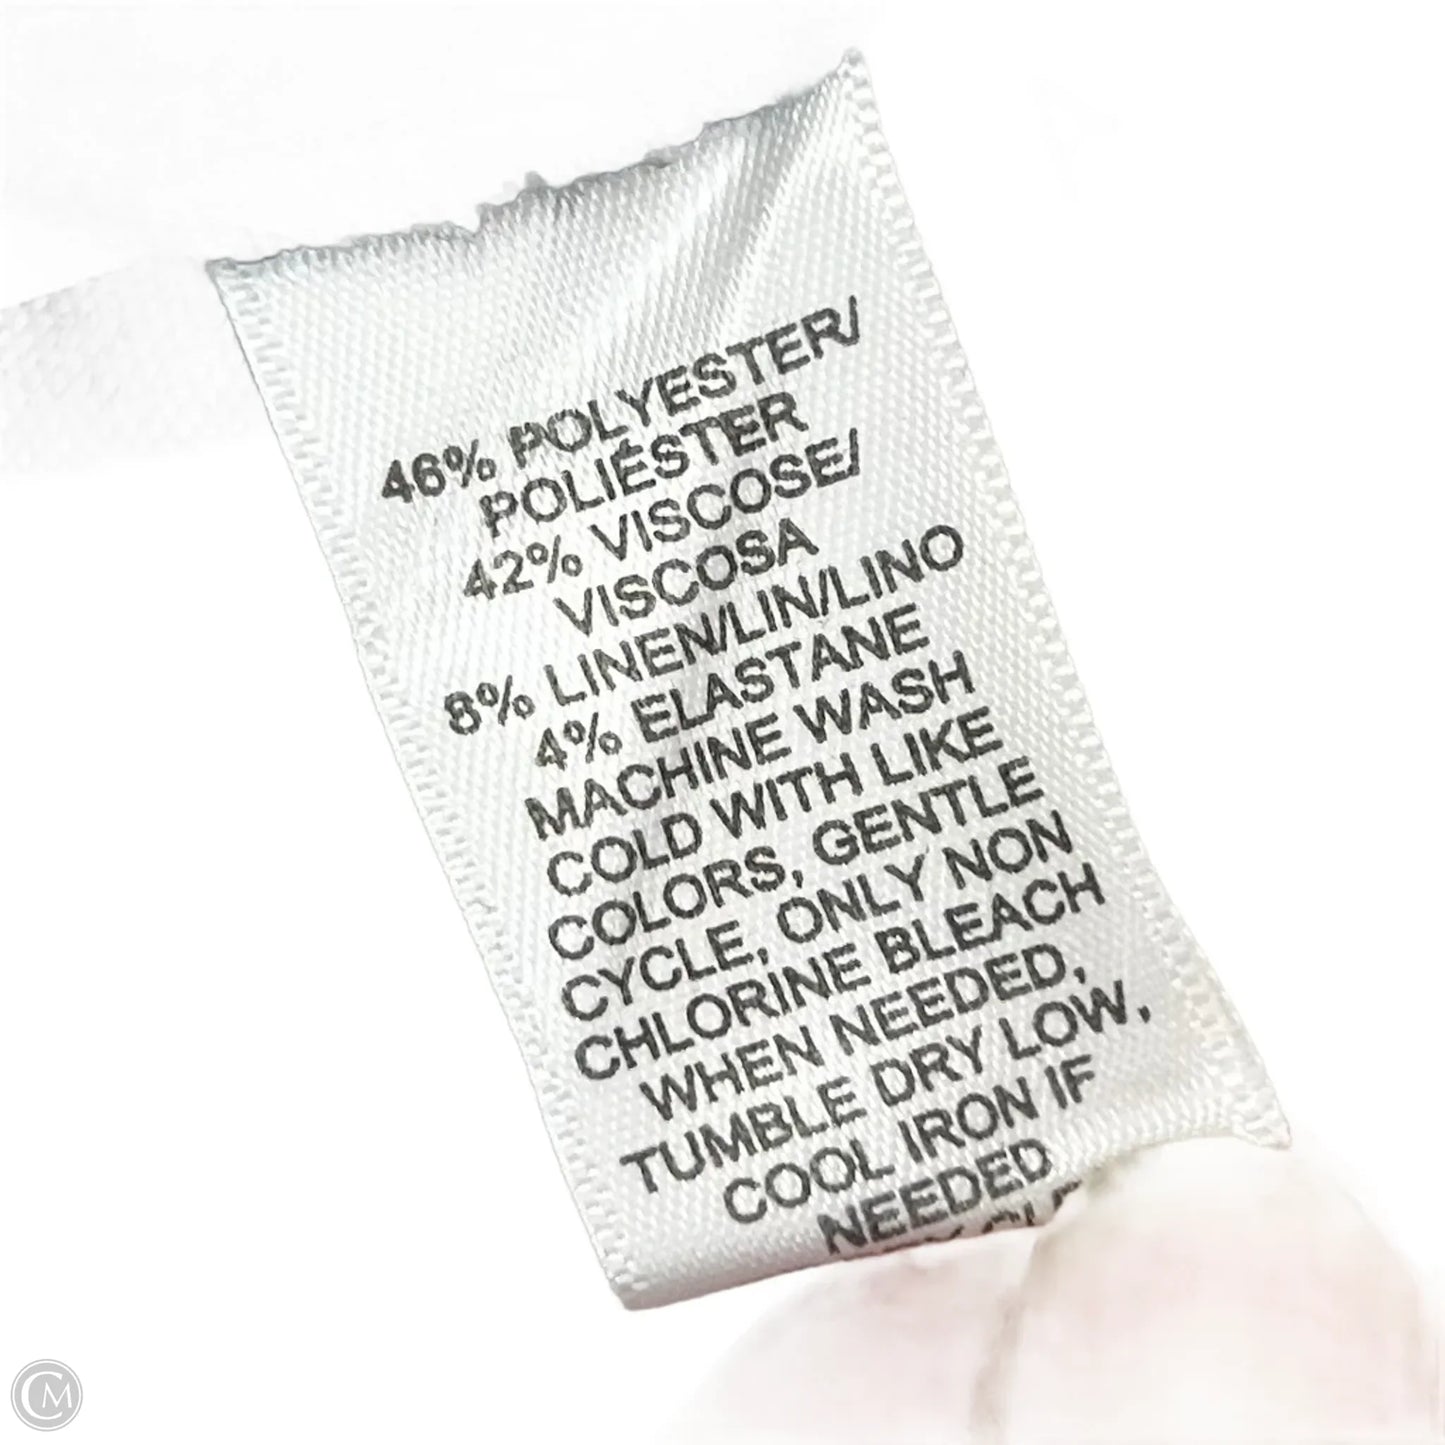 46% POLYESTER/
POLIÉSTER
42% VISCOSE/
VISCOSA
8% LINEN/LIN/LINO
4% ELASTANE
MACHINE WASH
COLD WITH LIKE
COLORS, GENTLE
CYCLE, ONLY NON
CHLORINE BLEACH
WHEN NEEDED,
TUMBLE DRY LOW,
COOL IRON IF
NEEDED
CM